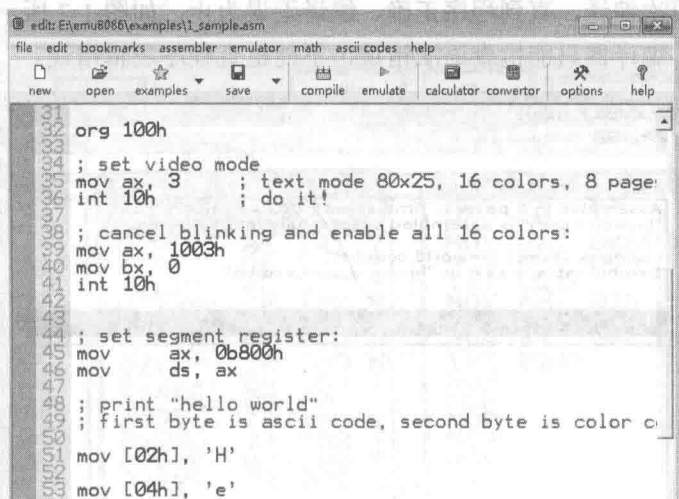 edit: E:\emu8086\examples\1_sample.asm
file edit bookmarks assembler emulator math ascii codes help
new open examples save compile emulate calculator convertor options help
31
32 org 100h
33
34 ; set video mode
35 mov ax, 3 ; text mode 80x25, 16 colors, 8 page
36 int 10h ; do it!
37
38 ; cancel blinking and enable all 16 colors:
39 mov ax, 1003h
40 mov bx, 0
41 int 10h
42
43
44 ; set segment register:
45 mov ax, 0b800h
46 mov ds, ax
47
48 ; print "hello world"
49 ; first byte is ascii code, second byte is color c
50
51 mov [02h], 'H'
52
53 mov [04h], 'e'